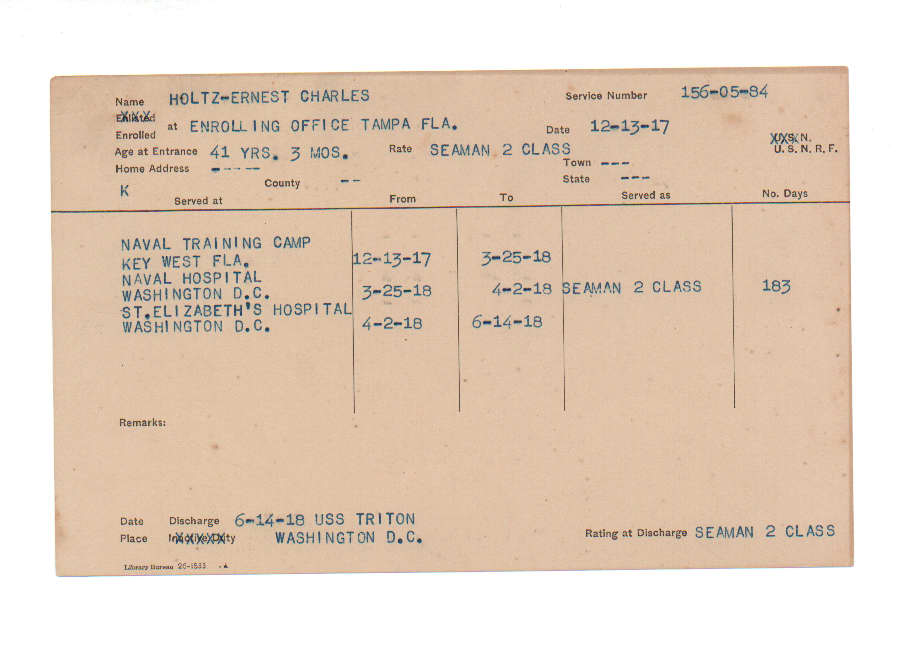 Name HOLTZ-ERNEST CHARLES Service Number 156-05-84
Enlisted
Enrolled at ENROLLING OFFICE TAMPA FLA. Date 12-13-17 U.S.N.
Age at Entrance 41 YRS. 3 MOS. Rate SEAMAN 2 CLASS U. S. N. R. F.
Home Address ----- Town ---
K County -- State ---
Served at From To Served as No. Days
NAVAL TRAINING CAMP
KEY WEST FLA. 12-13-17 3-25-18
NAVAL HOSPITAL
WASHINGTON D.C. 3-25-18 4-2-18 SEAMAN 2 CLASS 183
ST.ELIZABETH'S HOSPITAL
WASHINGTON D.C. 4-2-18 6-14-18
Remarks:
Date Discharge 6-14-18 USS TRITON
Place Inactive Duty WASHINGTON D.C. Rating at Discharge SEAMAN 2 CLASS
Library Bureau 26-1883